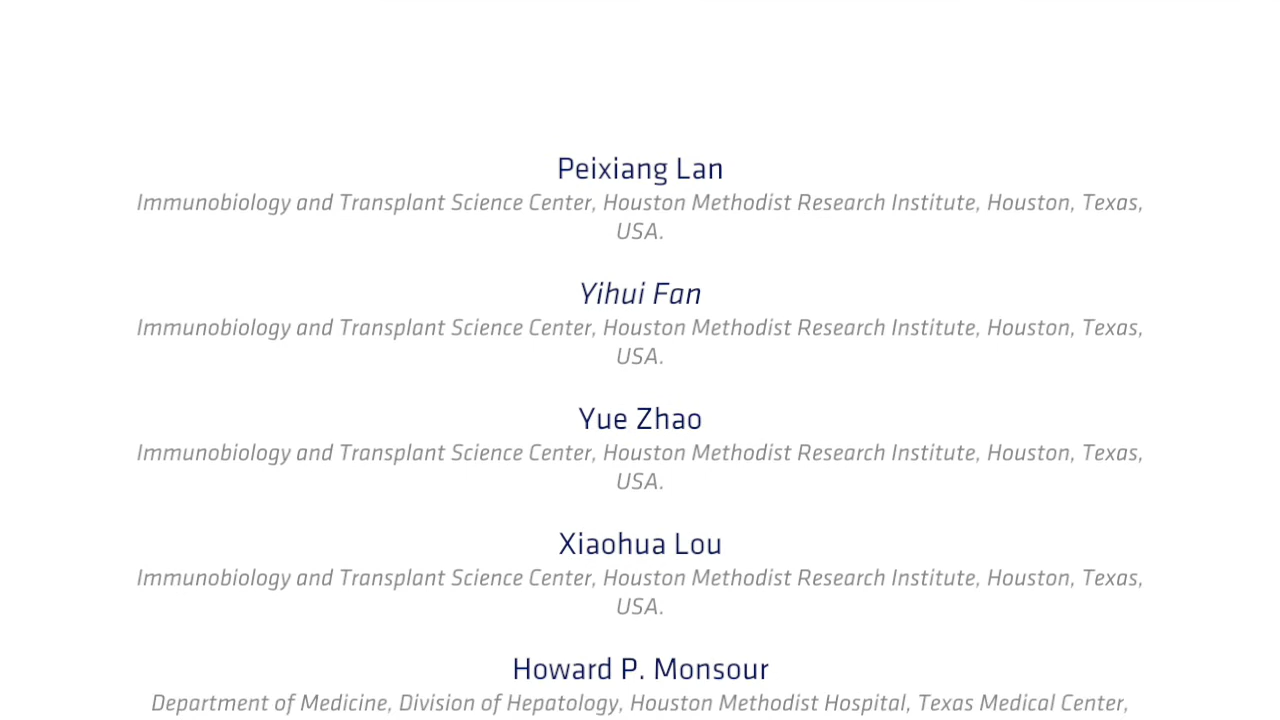 Peixiang Lan
Immunobiology and Transplant Science Center, Houston Methodist Research Institute, Houston, Texas,
USA.
Yihui Fan
Immunobiology and Transplant Science Center, Houston Methodist Research Institute, Houston, Texas,
USA.
Yue Zhao
Immunobiology and Transplant Science Center, Houston Methodist Research Institute, Houston, Texas,
USA.
Xiaohua Lou
Immunobiology and Transplant Science Center, Houston Methodist Research Institute, Houston, Texas,
USA.
Howard P. Monsour
Department of Medicine, Division of Hepatology, Houston Methodist Hospital, Texas Medical Center,